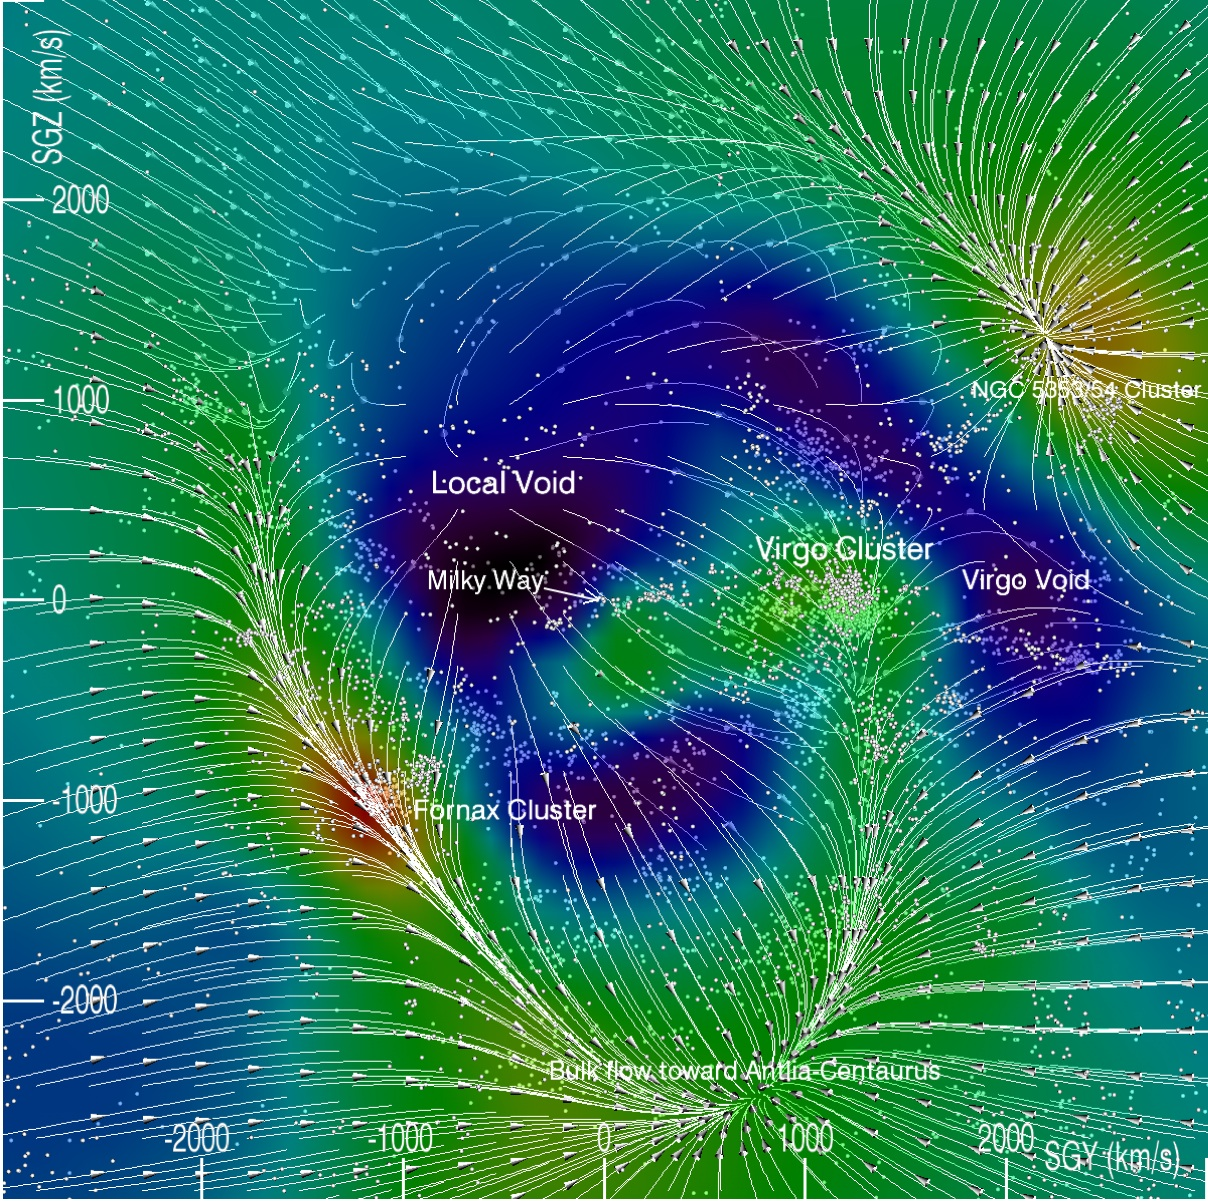 SGZ (km/s)
2000
1000
NGC 5353/54 Cluster
Local Void
Virgo Cluster
Milky Way
Virgo Void
0
-1000
Fornax Cluster
-2000
Bulk flow toward Antlia-Centaurus
-2000
-1000
0
1000
2000
SGY (km/s)